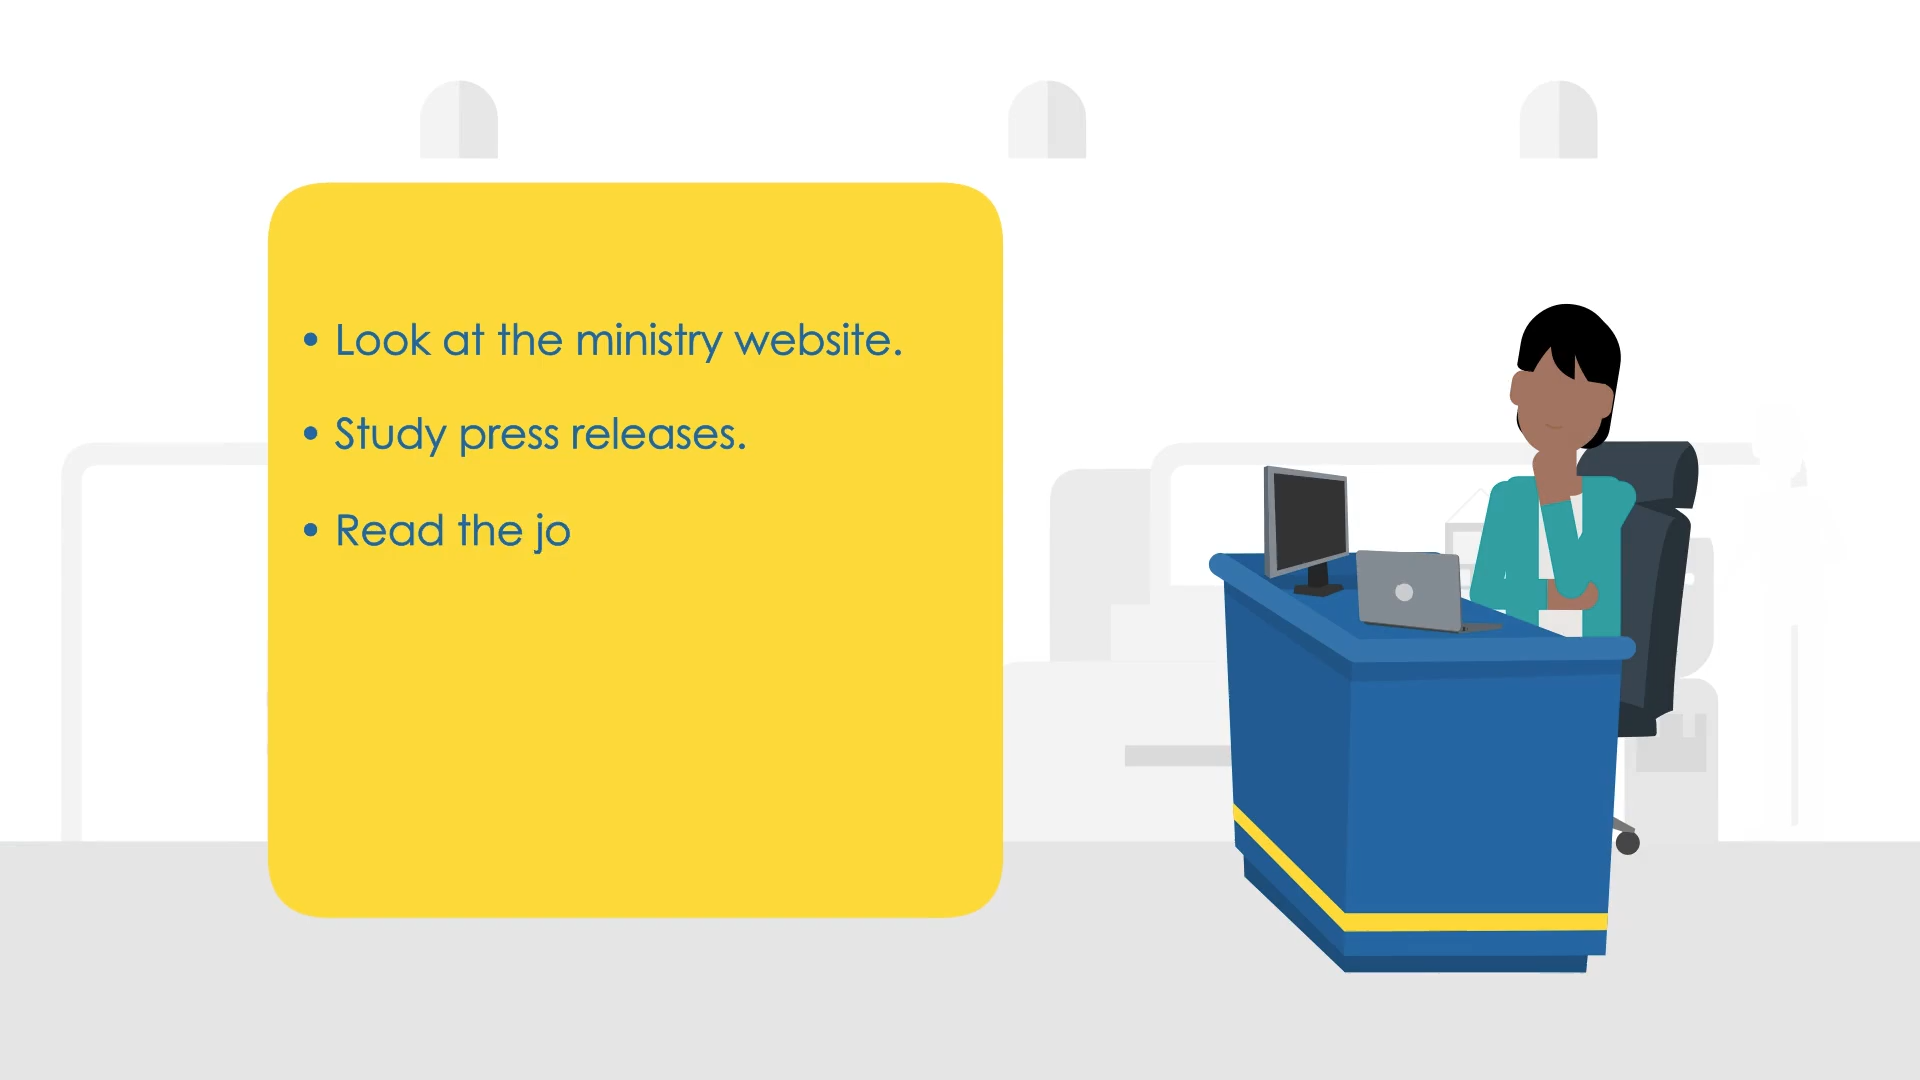 • Look at the ministry website.
• Study press releases.
• Read the jo